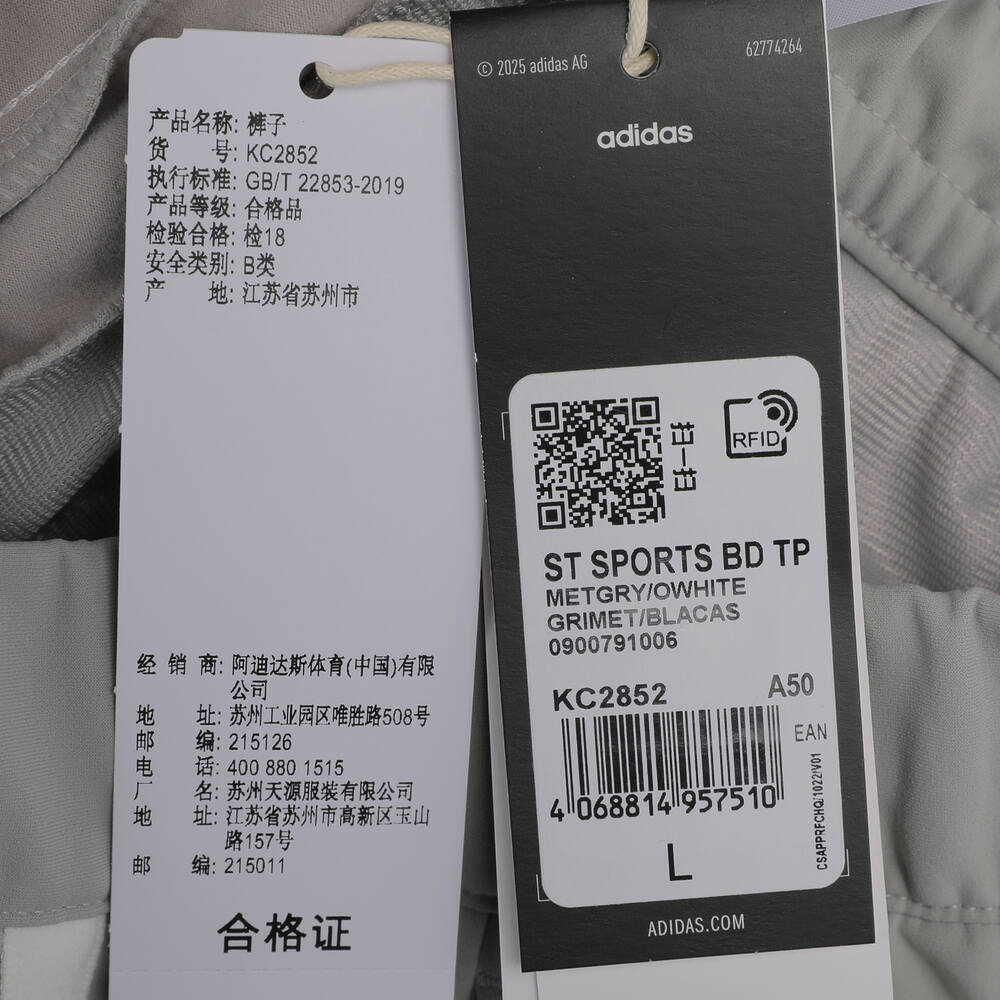 产品名称: 裤子
货 号: KC2852
执行标准: GB/T 22853-2019
产品等级: 合格品
检验合格: 检18
安全类别: B类
产 地: 江苏省苏州市
经 销 商: 阿迪达斯体育(中国)有限
公司
地 址: 苏州工业园区唯胜路508号
邮 编: 215126
电 话: 400 880 1515
厂 名: 苏州天源服装有限公司
地 址: 江苏省苏州市高新区玉山
路157号
邮 编: 215011
合格证
© 2025 adidas AG
62774264
adidas
扫一扫
RFID
ST SPORTS BD TP
METGRY/OWHITE
GRIMET/BLACAS
0900791006
KC2852
A50
EAN
4 068814 957510
CSAPPRFCHQ/1022/V01
L
ADIDAS.COM